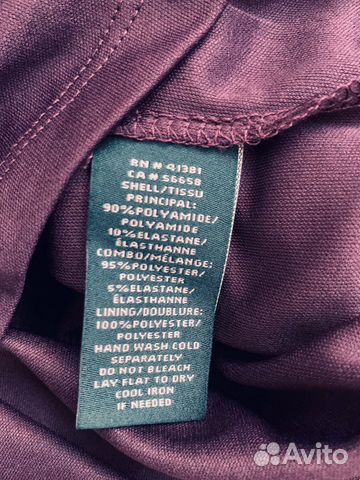 RN # 41381
CA # 56658
SHELL/TISSU
PRINCIPAL:
90%POLYAMIDE/
POLYAMIDE
10%ELASTANE/
ÉLASTHANNE
COMBO/MÉLANGE:
95%POLYESTER/
POLYESTER
5%ELASTANE/
ÉLASTHANNE
LINING/DOUBLURE:
100%POLYESTER/
POLYESTER
HAND WASH COLD
SEPARATELY
DO NOT BLEACH
LAY FLAT TO DRY
COOL IRON
IF NEEDED
Avito